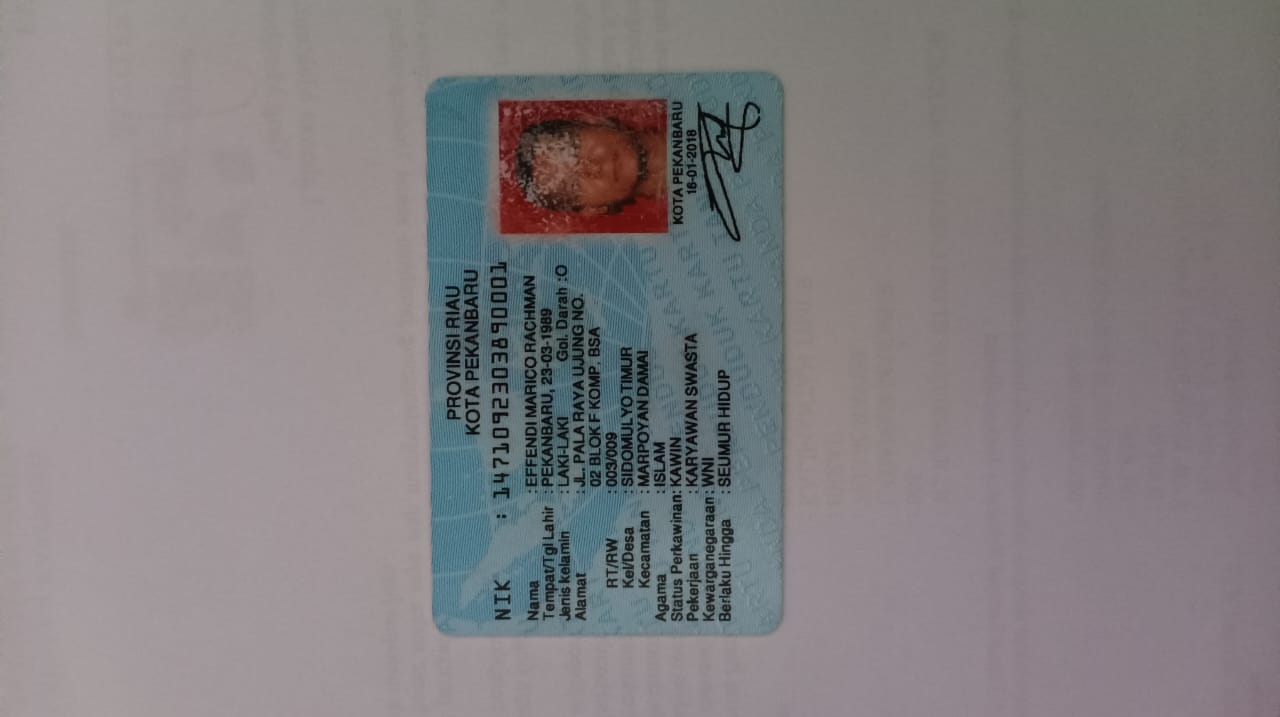 PROVINSI RIAU
KOTA PEKANBARU
NIK : 1471092303890001
Nama : EFFENDI MARICO RACHMAN
Tempat/Tgl Lahir : PEKANBARU, 23-03-1989
Jenis kelamin : LAKI-LAKI Gol. Darah :O
Alamat : JL. PALA RAYA UJUNG NO.
02 BLOK F KOMP. BSA
RT/RW : 003/009
Kel/Desa : SIDOMULYO TIMUR
Kecamatan : MARPOYAN DAMAI
Agama : ISLAM
Status Perkawinan: KAWIN
Pekerjaan : KARYAWAN SWASTA
Kewarganegaraan: WNI
Berlaku Hingga : SEUMUR HIDUP
KOTA PEKANBARU
16-01-2018